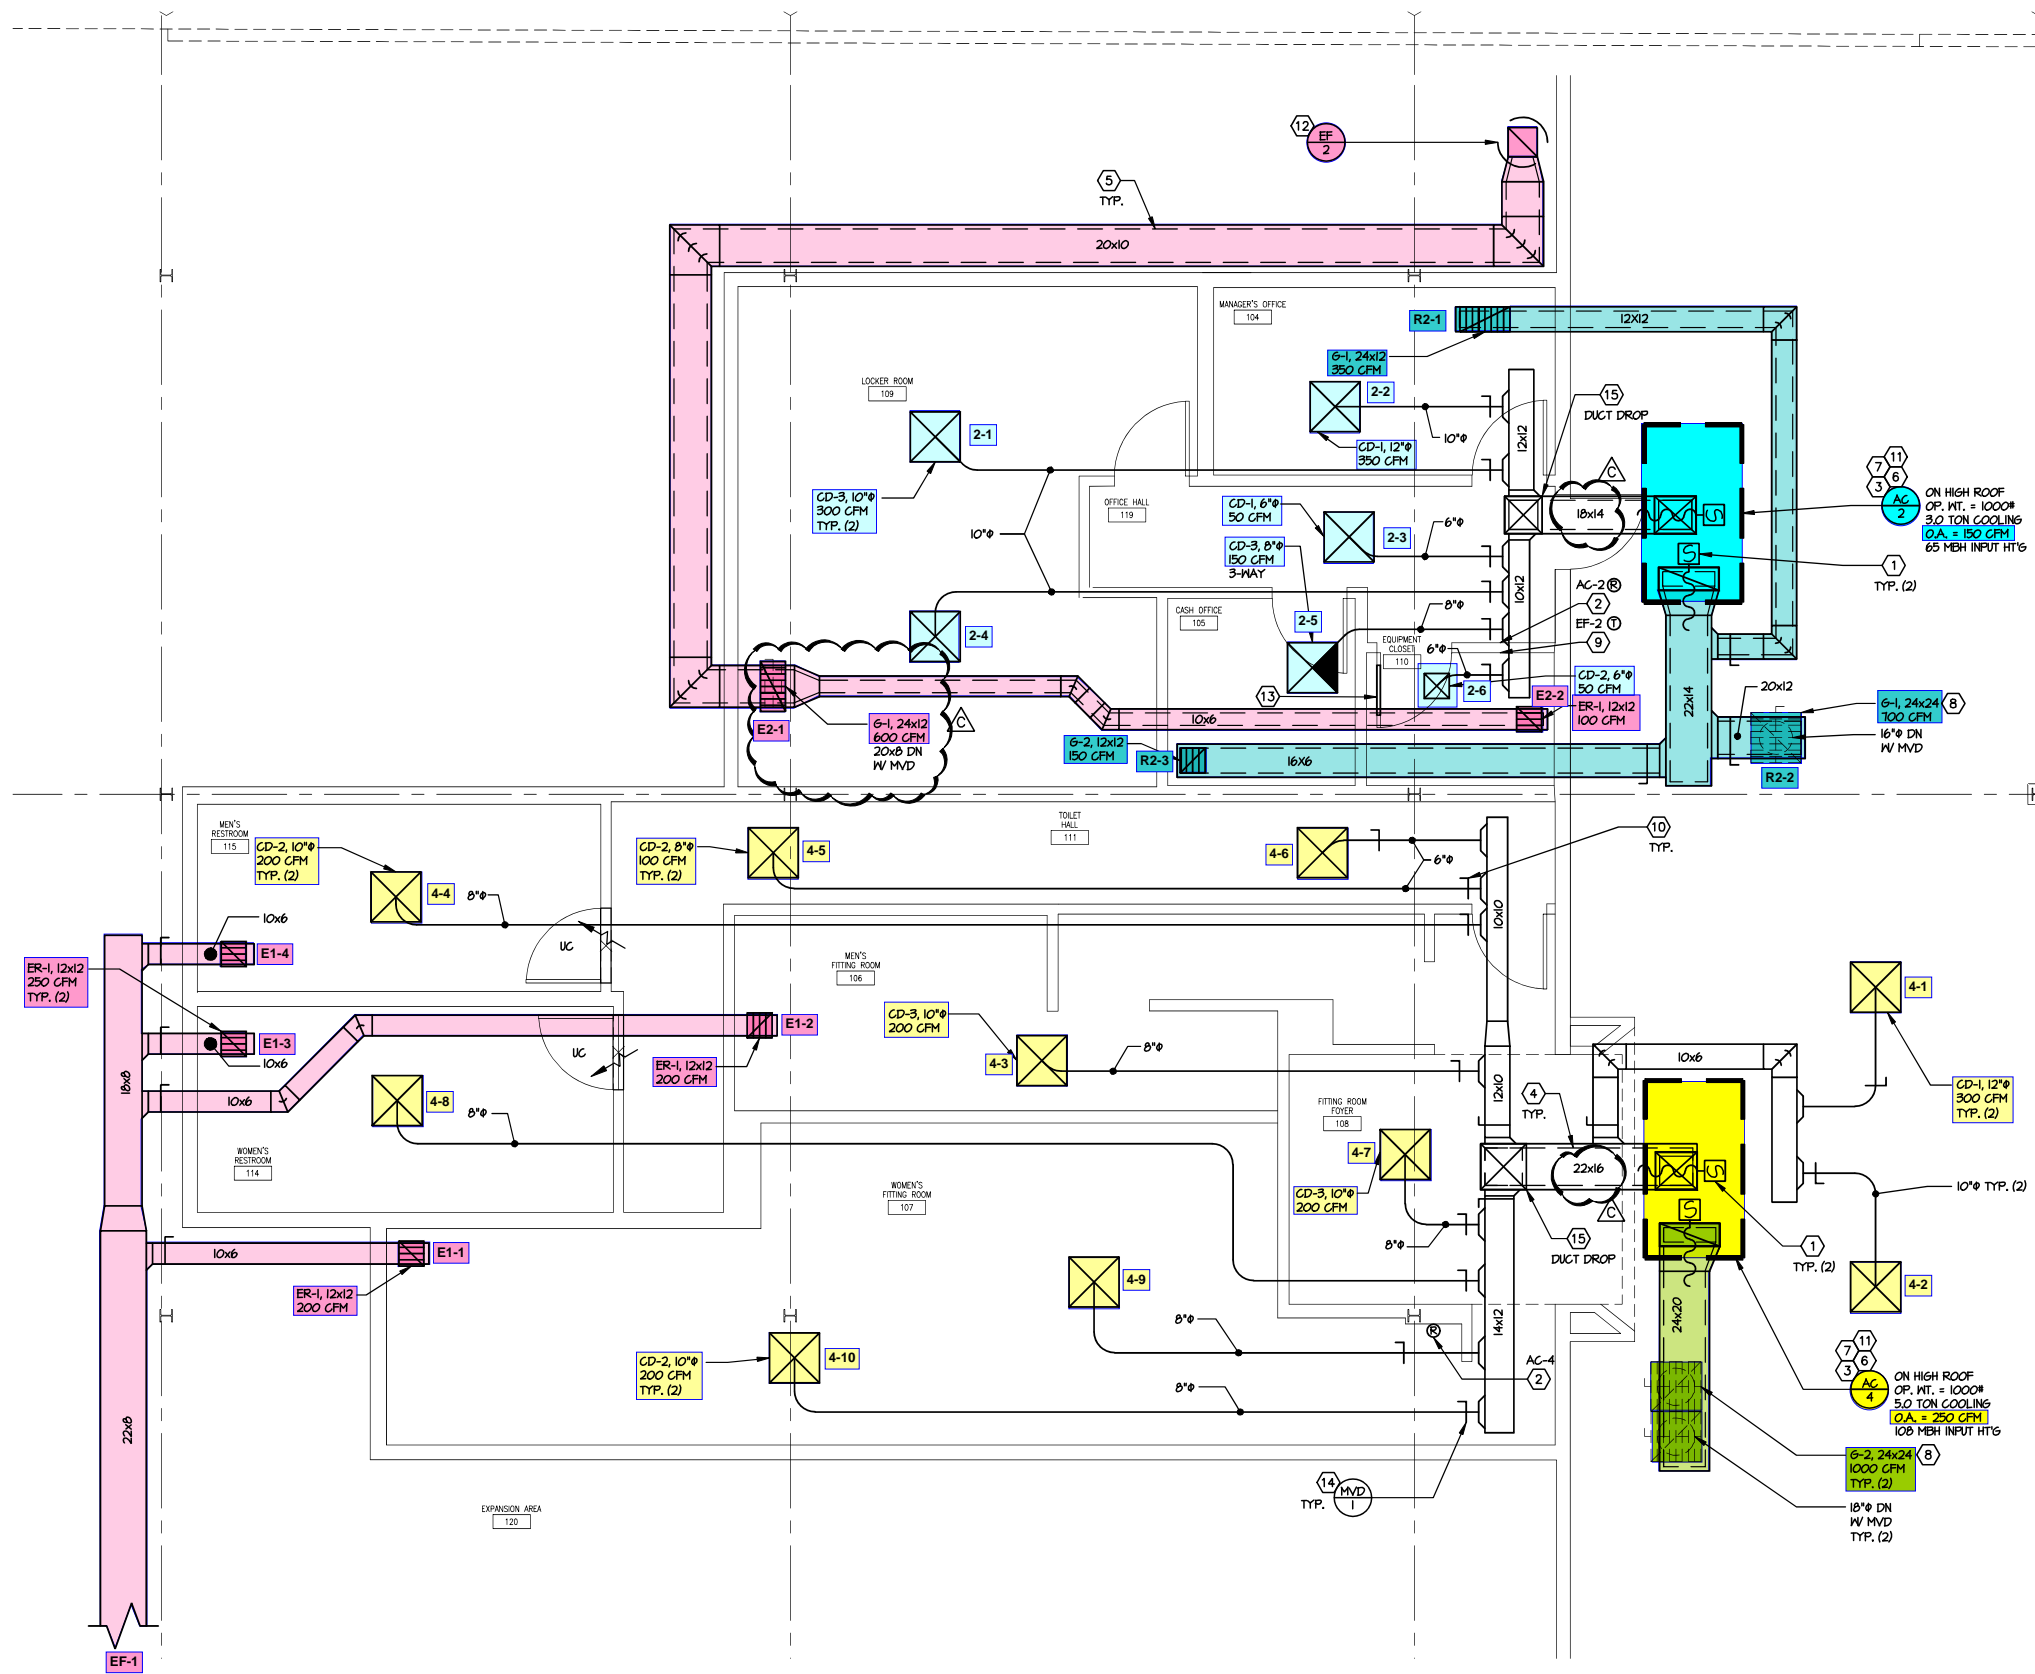 12
EF
2
5
TYP.
20x10
MANAGER'S OFFICE
104
R2-1
12X12
G-1, 24x12
350 CFM
LOCKER ROOM
109
2-2
15
DUCT DROP
2-1
10"Φ
12x12
CD-1, 12"Φ
350 CFM
C
7
11
3
6
AC
2
ON HIGH ROOF
OP. WT. = 1000#
3.0 TON COOLING
O.A. = 150 CFM
65 MBH INPUT HT'G
CD-3, 10"Φ
300 CFM
TYP. (2)
OFFICE HALL
119
CD-1, 6"Φ
50 CFM
18x14
S
10"Φ
6"Φ
2-3
CD-3, 8"Φ
150 CFM
3-WAY
S
1
TYP. (2)
10x12
AC-2 R
2
8"Φ
CASH OFFICE
105
2-5
EF-2 T
9
2-4
EQUIPMENT
CLOSET
110
6"Φ
CD-2, 6"Φ
50 CFM
2-6
13
E2-2
20x12
22x14
ER-1, 12x12
100 CFM
G-1, 24x24
700 CFM
8
E2-1
G-1, 24x12
600 CFM
20x8 DN
W/ MVD
C
10x6
16"Φ DN
W/ MVD
G-2, 12x12
150 CFM
R2-3
16X6
R2-2
MEN'S
RESTROOM
115
TOILET
HALL
111
10
TYP.
CD-2, 10"Φ
200 CFM
TYP. (2)
CD-2, 8"Φ
100 CFM
TYP. (2)
4-5
4-6
6"Φ
4-4
8"Φ
10x6
10x10
UC
E1-4
MEN'S
FITTING ROOM
106
ER-1, 12x12
250 CFM
TYP. (2)
4-1
CD-3, 10"Φ
200 CFM
E1-2
E1-3
UC
8"Φ
10x6
10x6
4-3
ER-1, 12x12
200 CFM
18x8
12x10
4
TYP.
CD-1, 12"Φ
300 CFM
TYP. (2)
10x6
4-8
8"Φ
FITTING ROOM
FOYER
108
WOMEN'S
RESTROOM
114
4-7
22x16
S
WOMEN'S
FITTING ROOM
107
CD-3, 10"Φ
200 CFM
10"Φ TYP. (2)
C
S
8"Φ
15
DUCT DROP
1
TYP. (2)
10x6
E1-1
4-9
4-2
ER-1, 12x12
200 CFM
8"Φ
14x12
24x20
R
7
11
3
6
AC
4
ON HIGH ROOF
OP. WT. = 1000#
5.0 TON COOLING
O.A. = 250 CFM
108 MBH INPUT HT'G
CD-2, 10"Φ
200 CFM
TYP. (2)
4-10
AC-4
2
8"Φ
22x8
G-2, 24x24
1000 CFM
TYP. (2)
8
14
TYP.
MVD
1
EXPANSION AREA
120
18"Φ DN
W/ MVD
TYP. (2)
EF-1